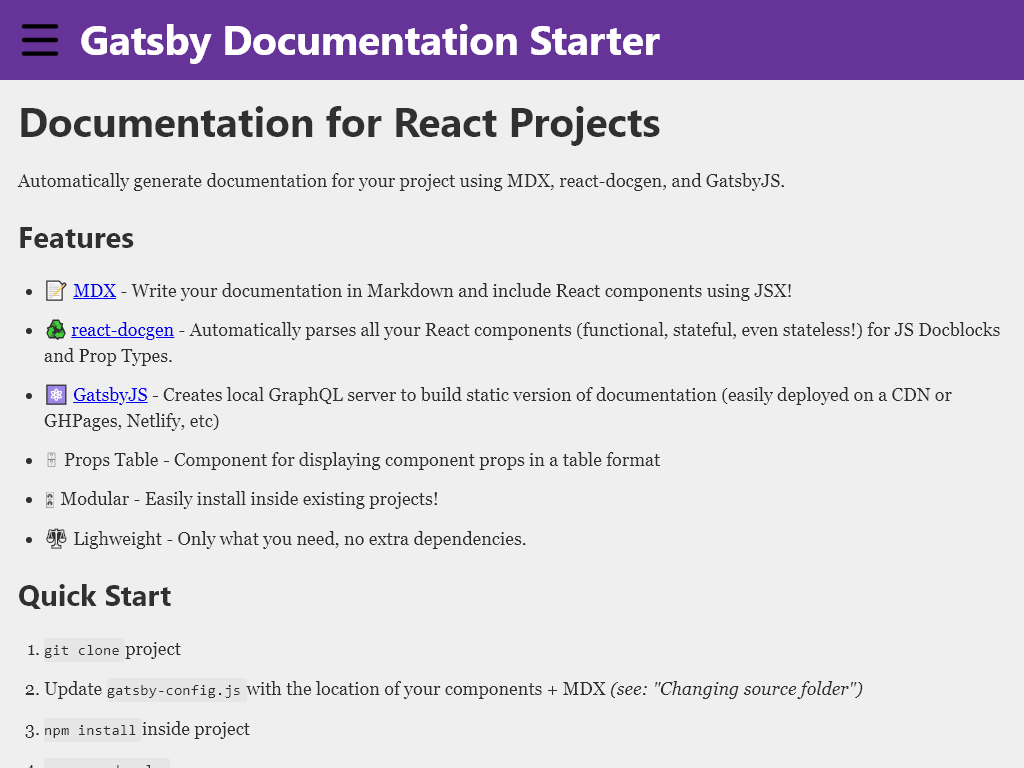 Gatsby Documentation Starter
Documentation for React Projects
Automatically generate documentation for your project using MDX, react-docgen, and GatsbyJS.
Features
MDX - Write your documentation in Markdown and include React components using JSX!
react-docgen - Automatically parses all your React components (functional, stateful, even stateless!) for JS Docblocks
and Prop Types.
GatsbyJS - Creates local GraphQL server to build static version of documentation (easily deployed on a CDN or
GHPages, Netlify, etc)
Props Table - Component for displaying component props in a table format
Modular - Easily install inside existing projects!
Lighweight - Only what you need, no extra dependencies.
Quick Start
1. git clone project
2. Update gatsby-config.js with the location of your components + MDX (see: "Changing source folder")
3. npm install inside project